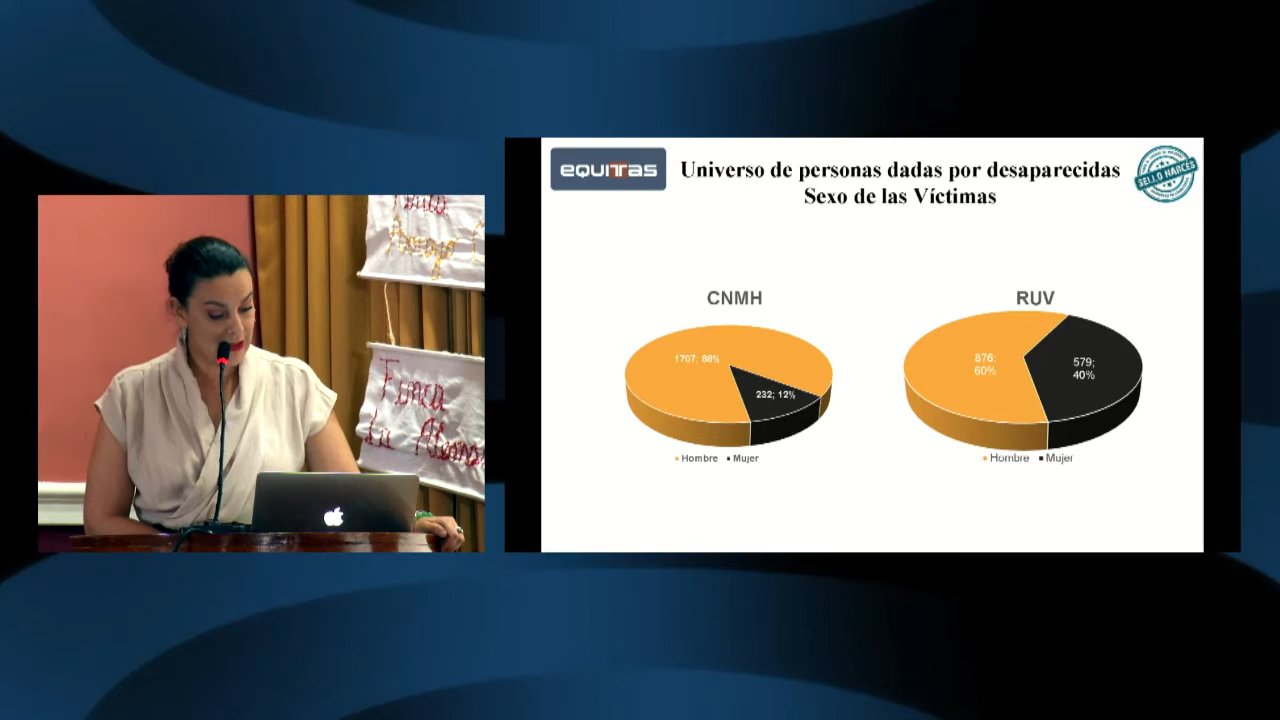 Finca
La
EQUITAS
Universo de personas dadas por desaparecidas
Sexo de las Víctimas
SELLO NARCÉS
CNMH
1707; 88%
232; 12%
Hombre Mujer
RUV
876;
60%
579;
40%
Hombre Mujer